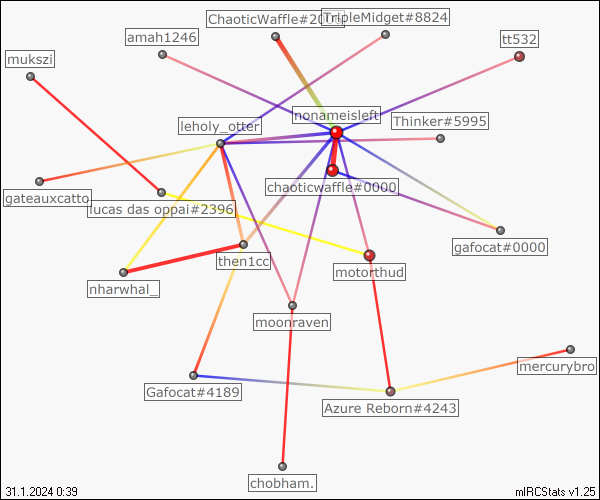 ChaoticWaffle#2
TripleMidget#8824
amah1246
tt532
mukszi
nonameisleft
Thinker#5995
leholy_otter
chaoticwaffle#0000
gateauxcatto
lucas das oppai#2396
gafocat#0000
then1cc
motorthud
nharwhal_
moonraven
mercurybro
Gafocat#4189
Azure Reborn#4243
chobham.
31.1.2024 0:39
mIRCStats v1.25